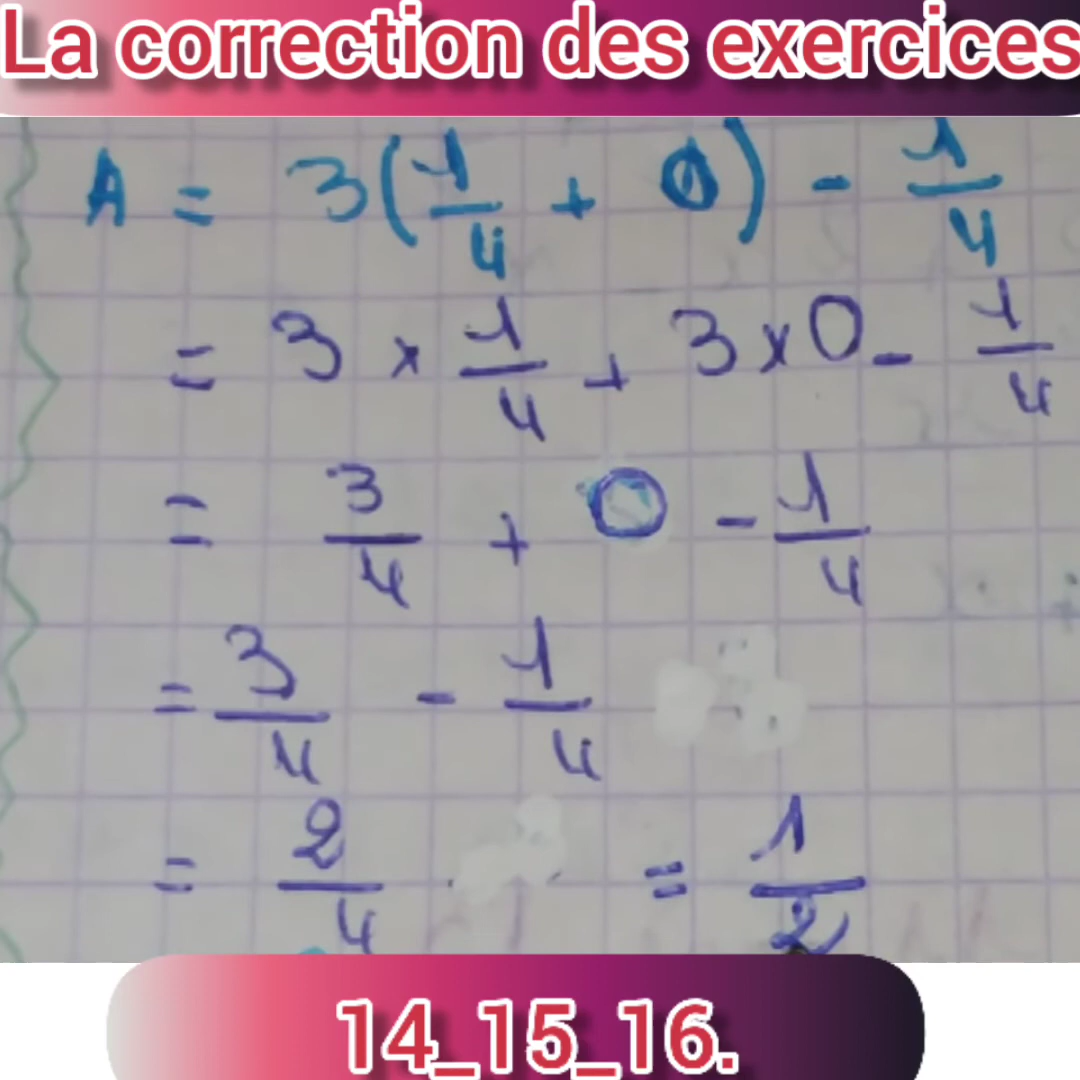 La correction des exercices
A = 3(1/4 + 0) - 1/4
= 3 × 1/4 + 3 × 0 - 1/4
= 3/4 + 0 - 1/4
= 3/4 - 1/4
= 2/4 = 1/2
14_15_16.